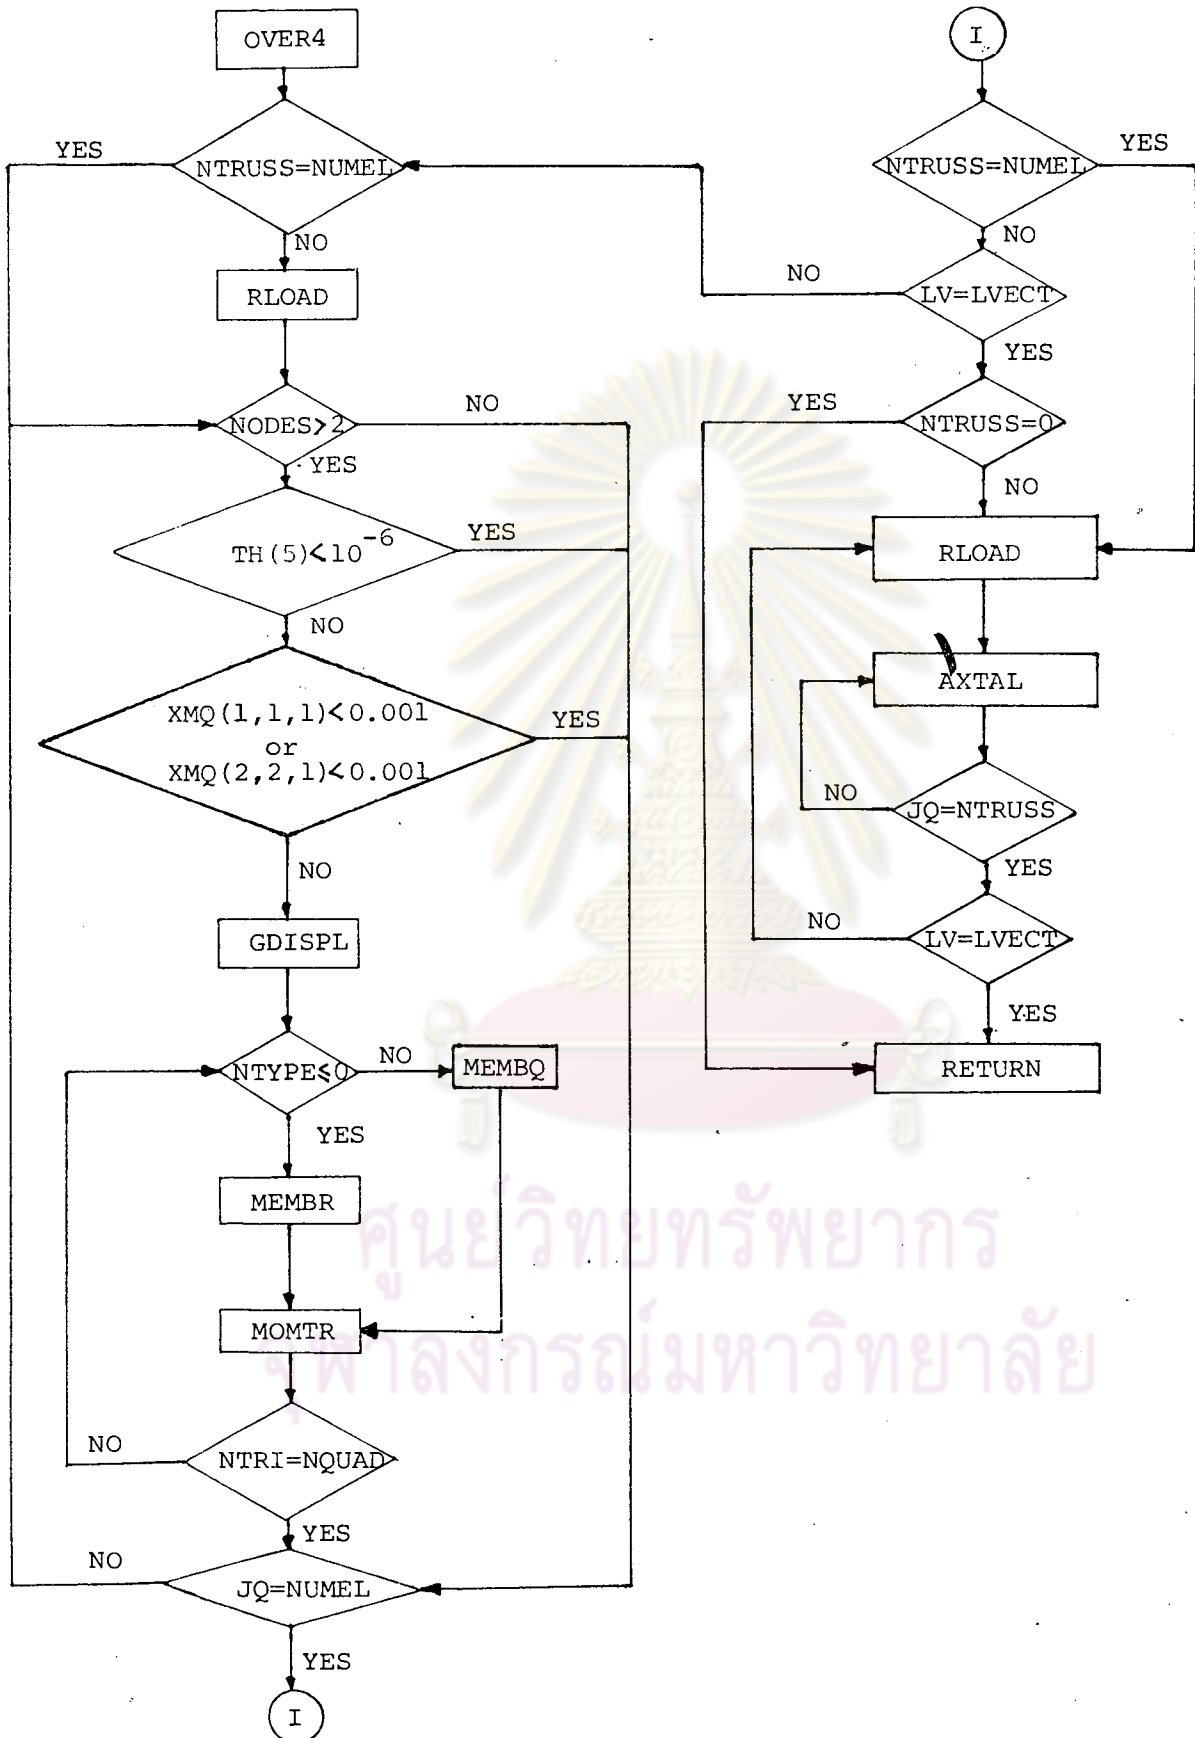 OVER4
NTRUSS=NUMEL
YES
NO
RLOAD
NODES>2
NO
YES
TH(5)<10^-6
YES
NO
XMQ(1,1,1)<0.001
or
XMQ(2,2,1)<0.001
YES
NO
GDISPL
NTYPE≤0
NO
MEMBQ
YES
MEMBR
MOMTR
NTRI=NQUAD
NO
YES
JQ=NUMEL
NO
YES
I
I
NTRUSS=NUMEL
YES
NO
LV=LVECT
NO
YES
NTRUSS=0
YES
NO
RLOAD
AXTAL
JQ=NTRUSS
NO
YES
LV=LVECT
NO
YES
RETURN
ศูนย์วิทยทรัพยากร
จุฬาลงกรณ์มหาวิทยาลัย